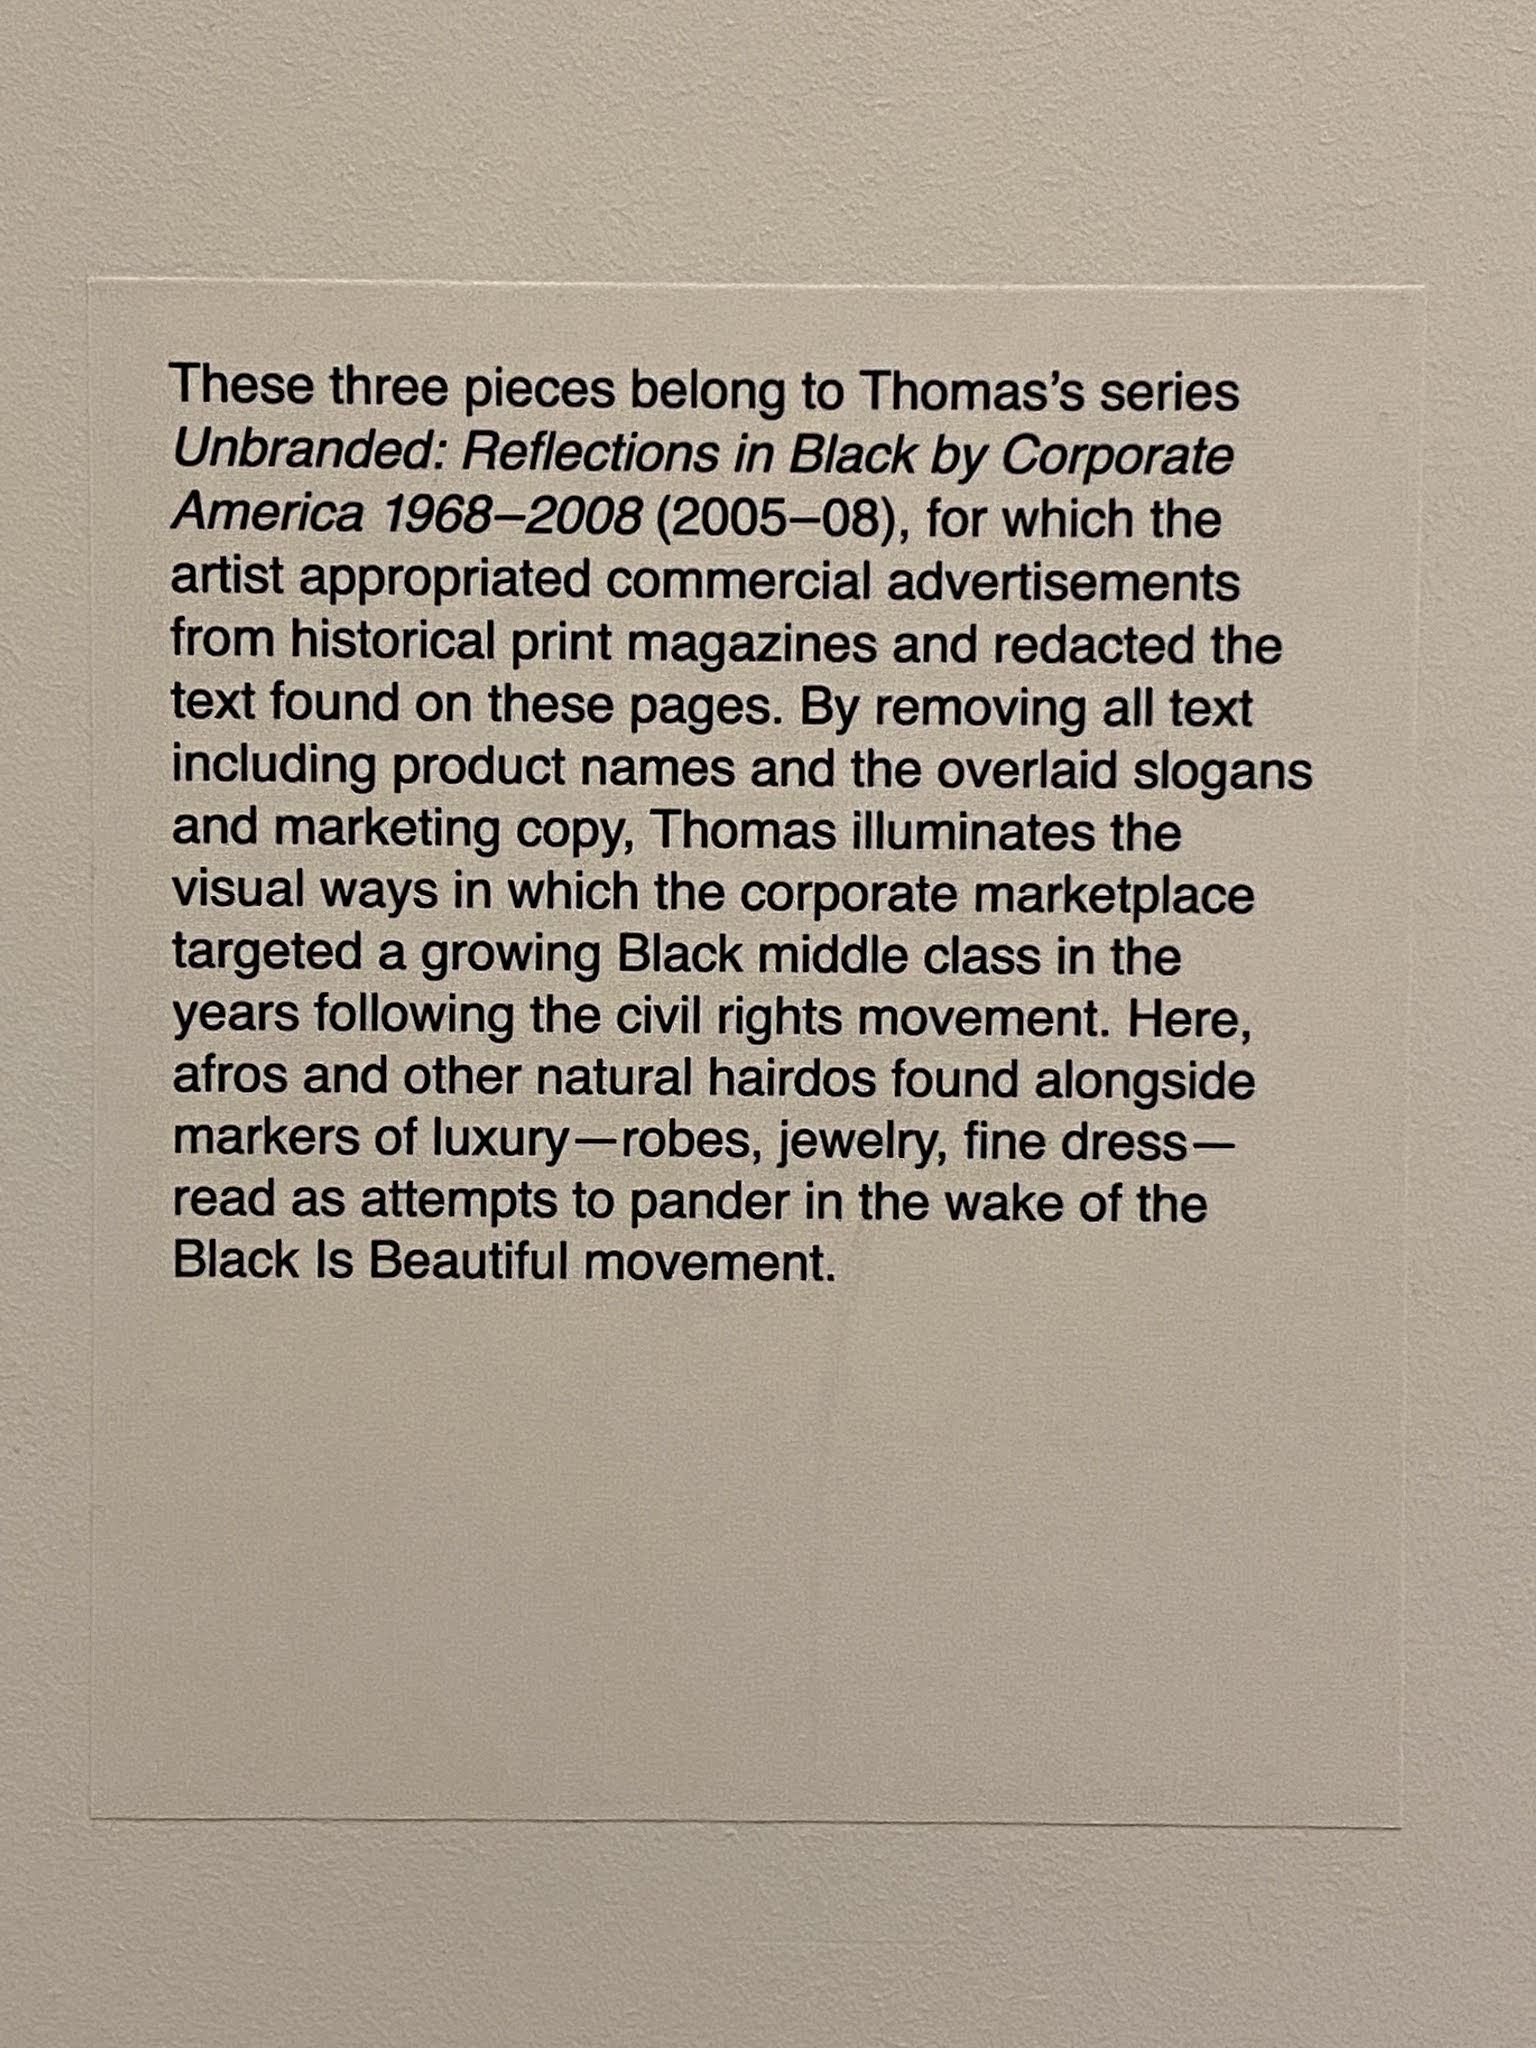 These three pieces belong to Thomas’s series
Unbranded: Reflections in Black by Corporate
America 1968–2008 (2005–08), for which the
artist appropriated commercial advertisements
from historical print magazines and redacted the
text found on these pages. By removing all text
including product names and the overlaid slogans
and marketing copy, Thomas illuminates the
visual ways in which the corporate marketplace
targeted a growing Black middle class in the
years following the civil rights movement. Here,
afros and other natural hairdos found alongside
markers of luxury—robes, jewelry, fine dress—
read as attempts to pander in the wake of the
Black Is Beautiful movement.